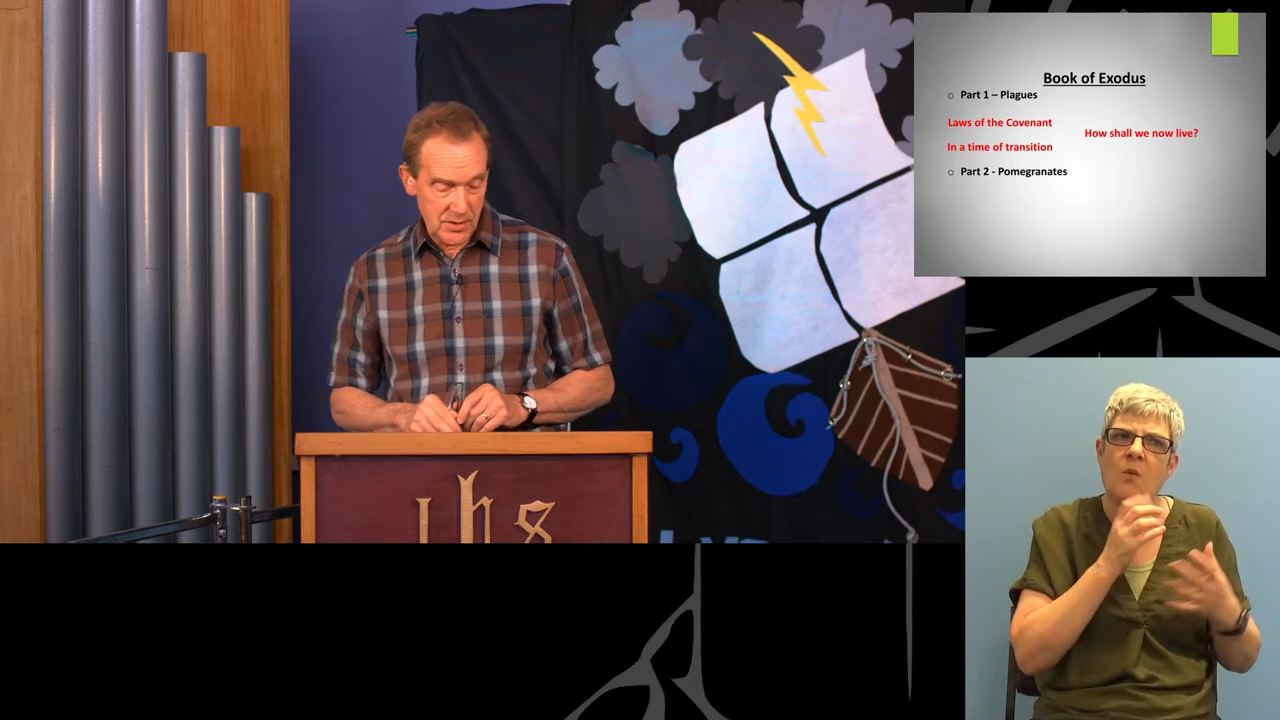 Book of Exodus
Part 1 – Plagues
Laws of the Covenant
How shall we now live?
In a time of transition
Part 2 - Pomegranates
Ihs